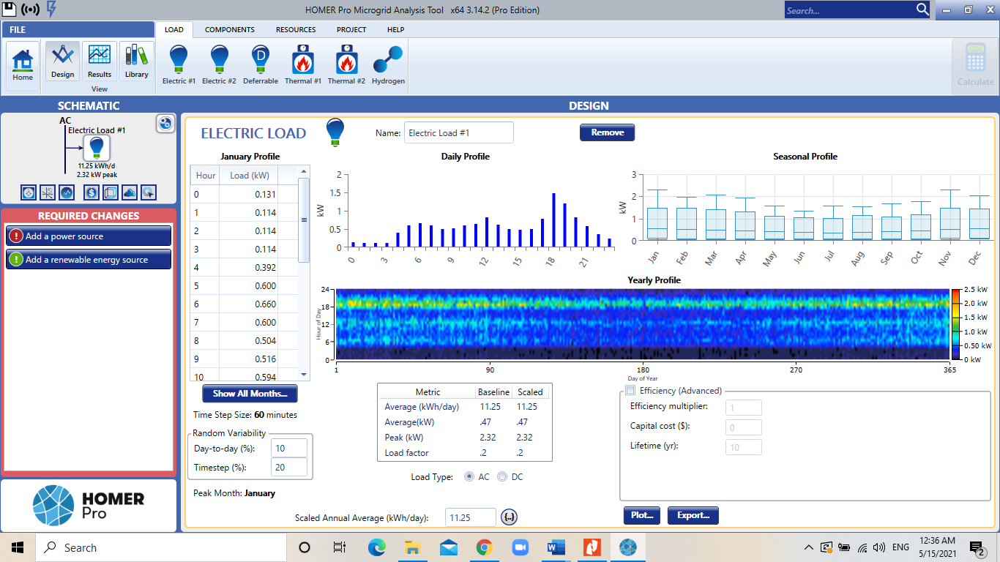 HOMER Pro Microgrid Analysis Tool x64 3.14.2 (Pro Edition)
Search...
FILE
LOAD COMPONENTS RESOURCES PROJECT HELP
Home
Design Results Library
View
Electric #1 Electric #2 Deferrable Thermal #1 Thermal #2 Hydrogen
D
Calculate
SCHEMATIC
AC
Electric Load #1
11.25 kWh/d
2.32 kW peak
REQUIRED CHANGES
Add a power source
Add a renewable energy source
HOMER
Pro
DESIGN
ELECTRIC LOAD
Name: Electric Load #1
Remove
January Profile
Hour Load (kW)
0 0.131
1 0.114
2 0.114
3 0.114
4 0.392
5 0.600
6 0.660
7 0.600
8 0.504
9 0.516
10 0.594
Show All Months...
Time Step Size: 60 minutes
Random Variability
Day-to-day (%): 10
Timestep (%): 20
Peak Month: January
Daily Profile
kW
2
1.5
1
0.5
0
0 3 6 9 12 15 18 21
Seasonal Profile
kW
3
2
1
0
Jan Feb Mar Apr May Jun Jul Aug Sep Oct Nov Dec
Yearly Profile
Hour of Day
24
18
12
6
0
1 90 180 270 365
Day of Year
2.5 kW
2.0 kW
1.5 kW
1.0 kW
0.50 kW
0 kW
Metric Baseline Scaled
Average (kWh/day) 11.25 11.25
Average(kW) .47 .47
Peak (kW) 2.32 2.32
Load factor .2 .2
Load Type: AC DC
Scaled Annual Average (kWh/day): 11.25 {..}
Efficiency (Advanced)
Efficiency multiplier: 1
Capital cost ($): 0
Lifetime (yr): 10
Plot... Export...
Search
ENG
12:36 AM
5/15/2021
2